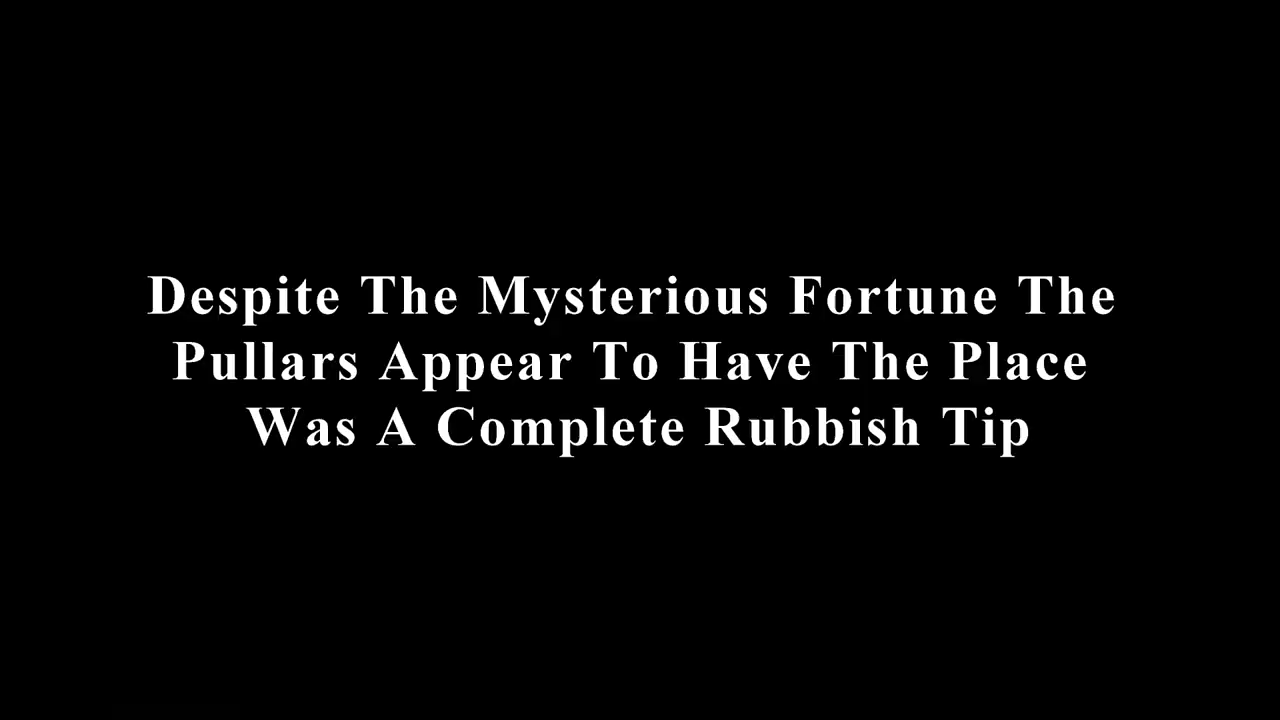 Despite The Mysterious Fortune The
Pullars Appear To Have The Place
Was A Complete Rubbish Tip